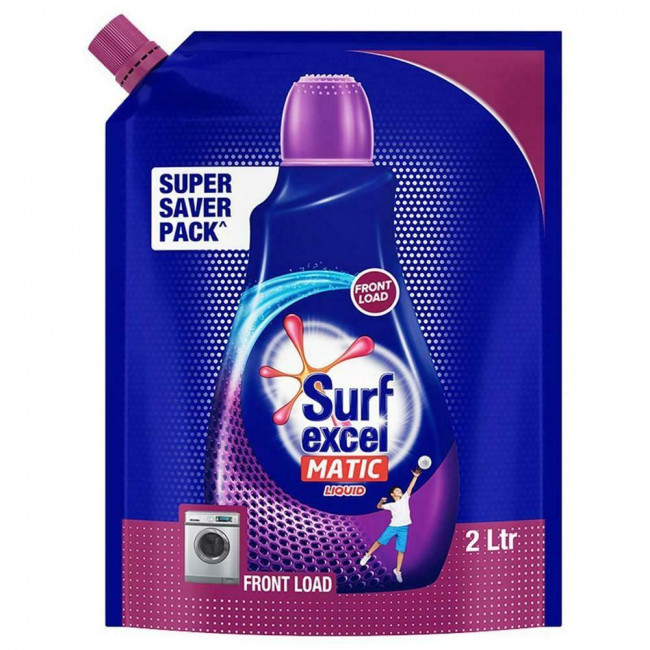 SUPER
SAVER
PACK^
FRONT
LOAD
Surf
excel
MATIC
LIQUID
2 Ltr
FRONT LOAD